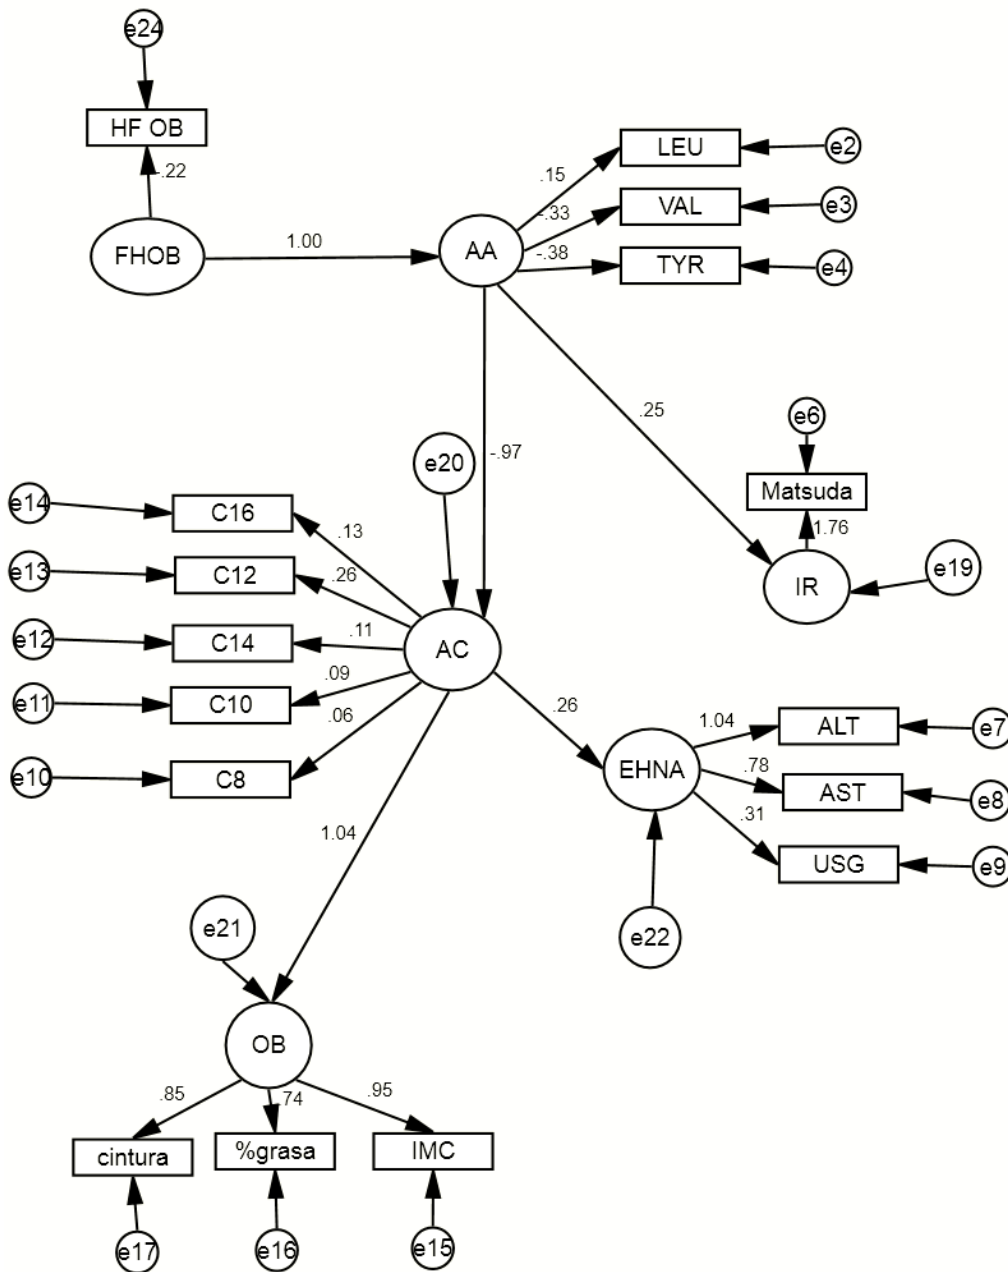 e24
HF OB
-.22
FHOB
1.00
AA
.15
-.33
-.38
LEU
VAL
TYR
e2
e3
e4
-.97
.25
e6
Matsuda
1.76
IR
e19
e20
e14
C16
.13
e13
C12
.26
e12
C14
.11
e11
C10
.09
e10
C8
.06
AC
.26
EHNA
1.04
ALT
e7
.78
AST
e8
.31
USG
e9
e22
1.04
e21
OB
.85
.74
.95
cintura
%grasa
IMC
e17
e16
e15